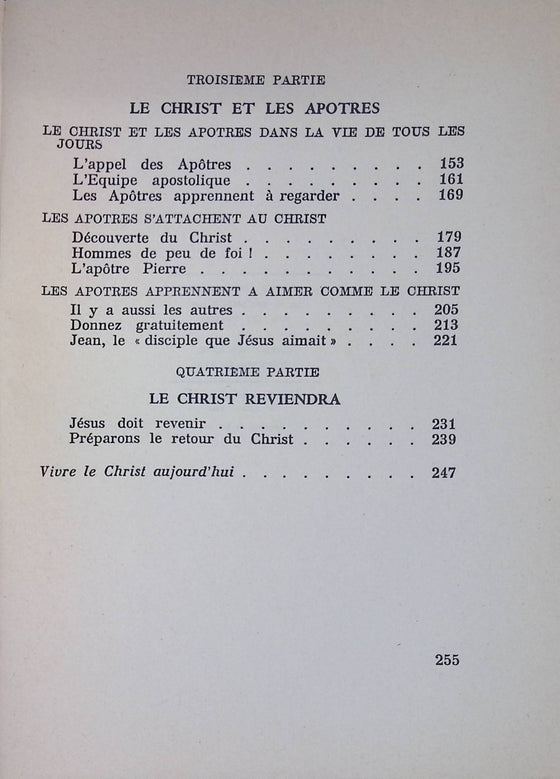 TROISIEME PARTIE
LE CHRIST ET LES APOTRES
LE CHRIST ET LES APOTRES DANS LA VIE DE TOUS LES
JOURS
L'appel des Apôtres . . . . . . . . . 153
L'Equipe apostolique . . . . . . . . . 161
Les Apôtres apprennent à regarder . . . . 169
LES APOTRES S'ATTACHENT AU CHRIST
Découverte du Christ . . . . . . . . . 179
Hommes de peu de foi ! . . . . . . . . 187
L'apôtre Pierre . . . . . . . . . . . 195
LES APOTRES APPRENNENT A AIMER COMME LE CHRIST
Il y a aussi les autres . . . . . . . . . 205
Donnez gratuitement . . . . . . . . . 213
Jean, le « disciple que Jésus aimait » . . . . 221
QUATRIEME PARTIE
LE CHRIST REVIENDRA
Jésus doit revenir . . . . . . . . . . 231
Préparons le retour du Christ . . . . . . 239
Vivre le Christ aujourd'hui . . . . . . . . . 247
255